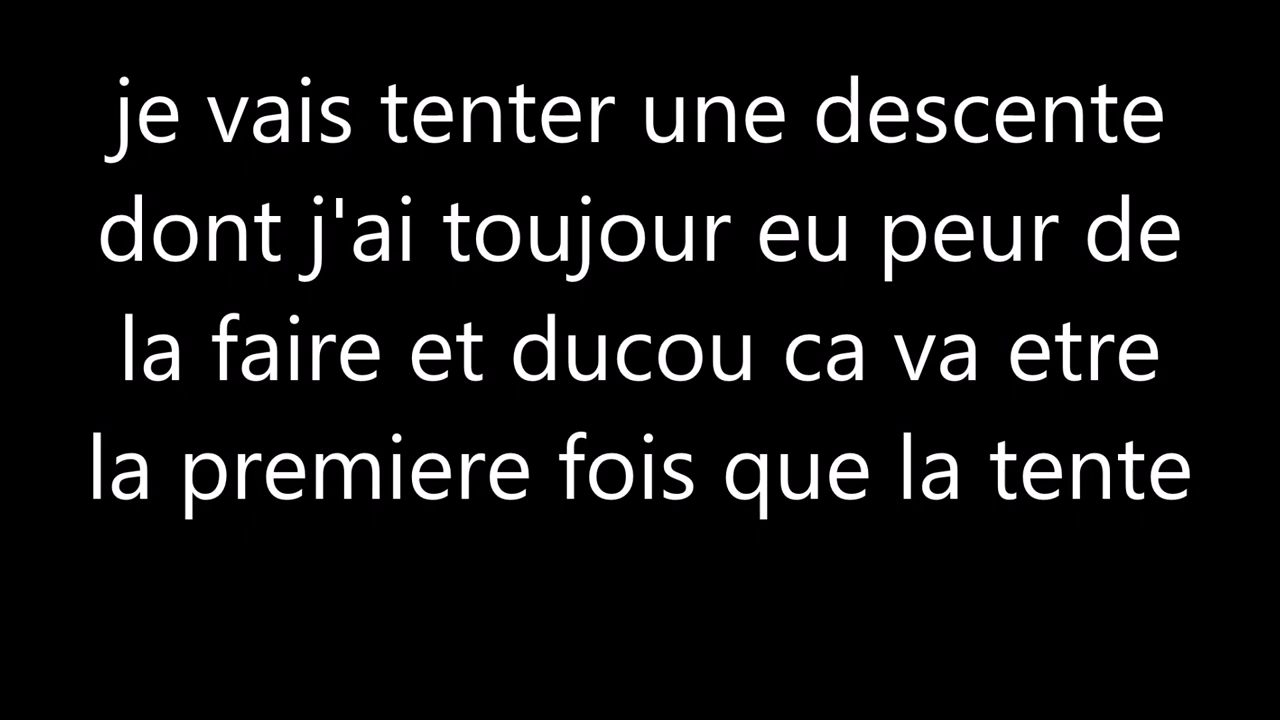 je vais tenter une descente
dont j'ai toujour eu peur de
la faire et ducou ca va etre
la premiere fois que la tente